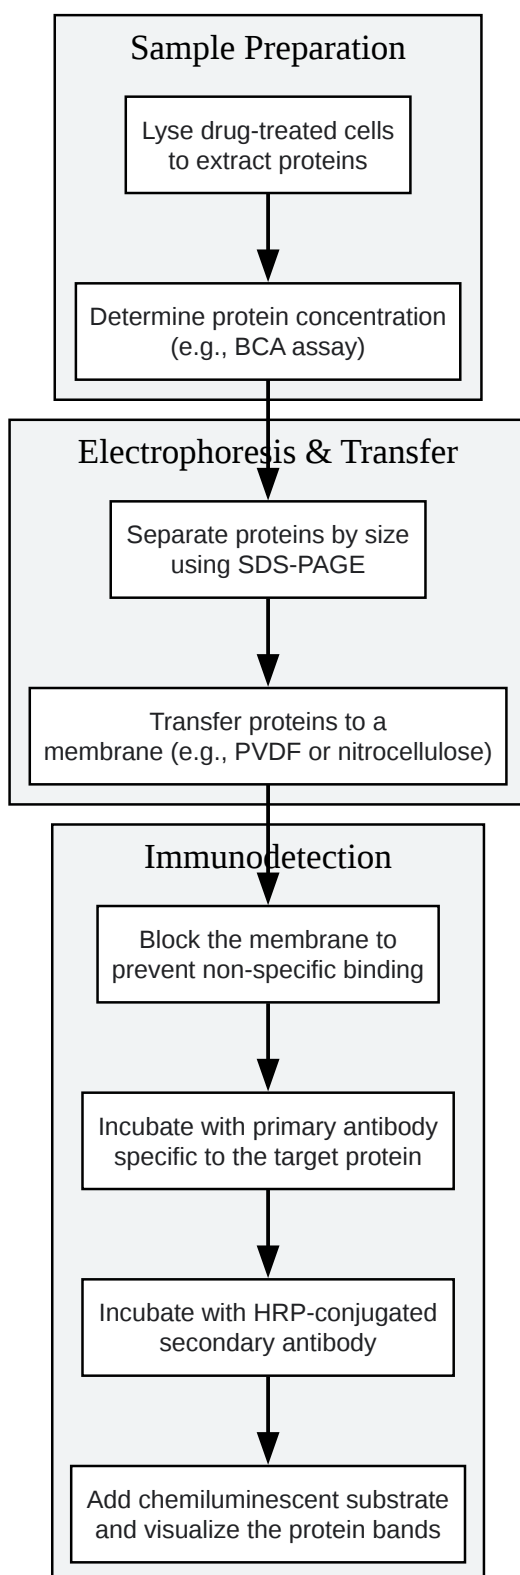 Sample Preparation
Lyse drug-treated cells
to extract proteins
Determine protein concentration
(e.g., BCA assay)
Electrophoresis & Transfer
Separate proteins by size
using SDS-PAGE
Transfer proteins to a
membrane (e.g., PVDF or nitrocellulose)
Immunodetection
Block the membrane to
prevent non-specific binding
Incubate with primary antibody
specific to the target protein
Incubate with HRP-conjugated
secondary antibody
Add chemiluminescent substrate
and visualize the protein bands